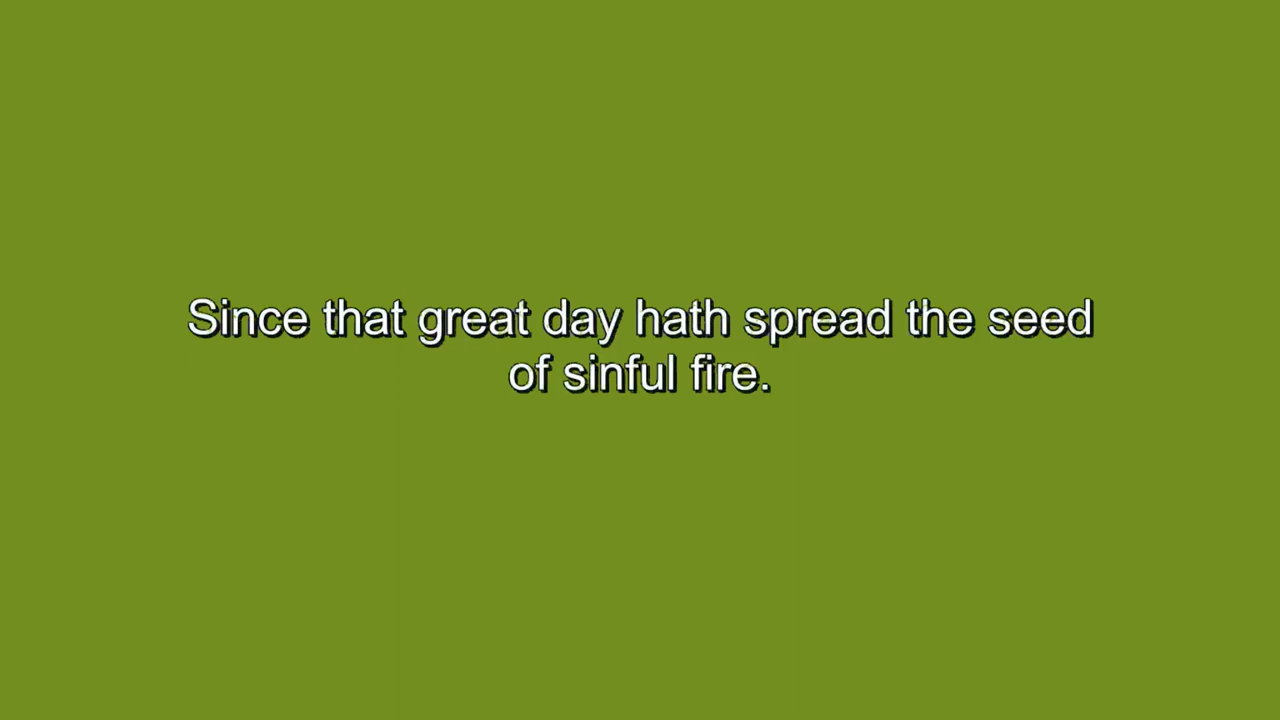 Since that great day hath spread the seed
of sinful fire.